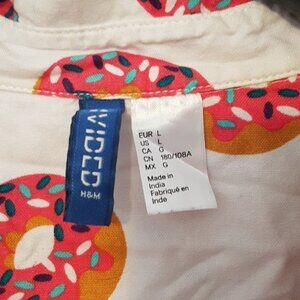 DIVIDED
H&M
EUR L
US L
CA G
CN 180/108A
MX G
Made in
India
Fabriqué en
Inde